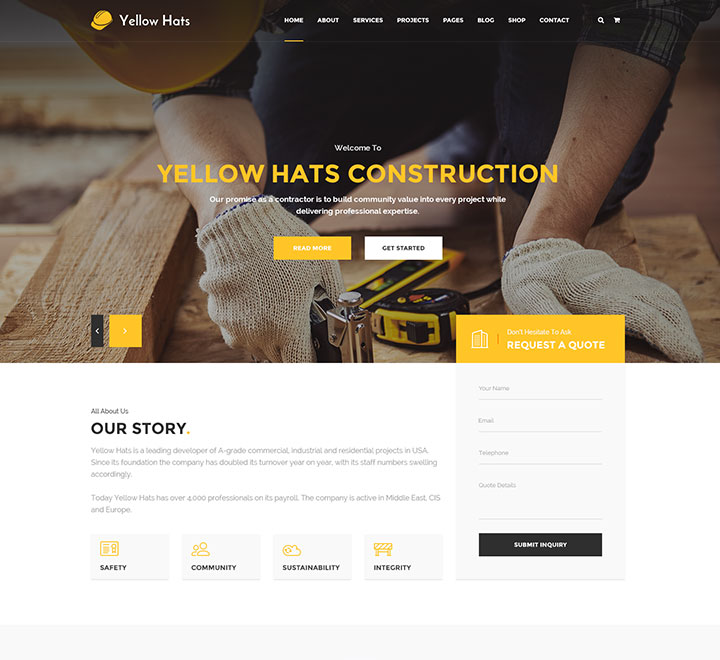 Yellow Hats
HOME ABOUT SERVICES PROJECTS PAGES BLOG SHOP CONTACT
Welcome To
YELLOW HATS CONSTRUCTION
Our promise as a contractor is to build community value into every project while
delivering professional expertise.
READ MORE GET STARTED
Don't Hesitate To Ask
REQUEST A QUOTE
Your Name
Email
Telephone
Quote Details
SUBMIT INQUIRY
All About Us
OUR STORY.
Yellow Hats is a leading developer of A-grade commercial, industrial and residential projects in USA.
Since its foundation the company has doubled its turnover year on year, with its staff numbers swelling
accordingly.
Today Yellow Hats has over 4,000 professionals on its payroll. The company is active in Middle East, CIS
and Europe.
SAFETY COMMUNITY SUSTAINABILITY INTEGRITY